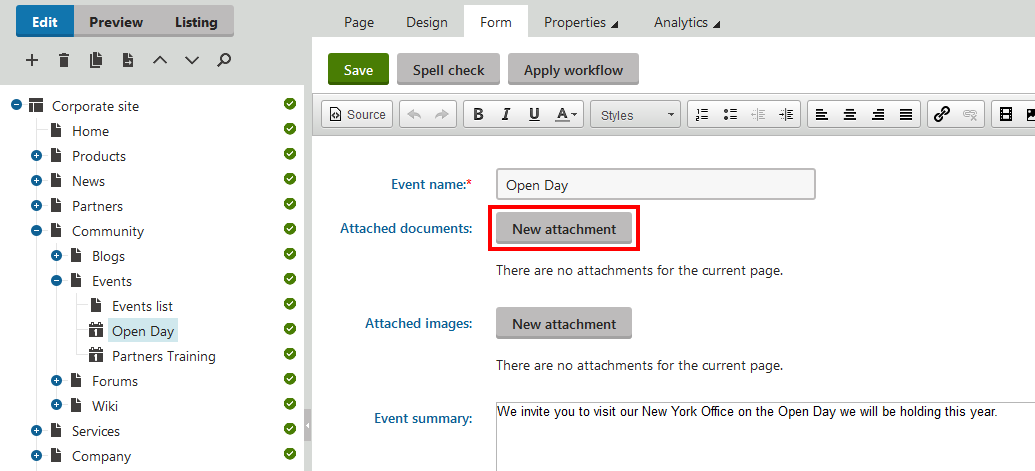 Edit Preview Listing
Page Design Form Properties Analytics
Save Spell check Apply workflow
Source B I U A Styles
Corporate site
Home
Products
News
Partners
Community
Blogs
Events
Events list
Open Day
Partners Training
Forums
Wiki
Services
Company
Event name:* Open Day
Attached documents: New attachment
There are no attachments for the current page.
Attached images: New attachment
There are no attachments for the current page.
Event summary: We invite you to visit our New York Office on the Open Day we will be holding this year.